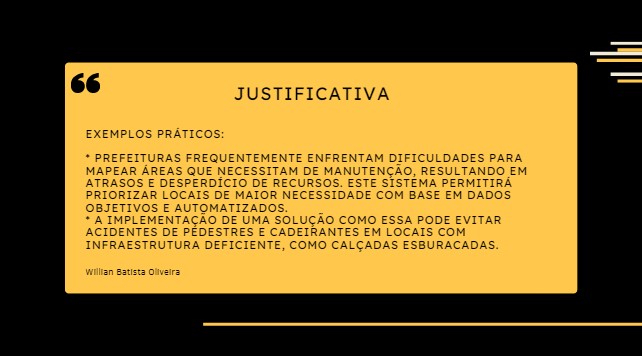 ❝
JUSTIFICATIVA
EXEMPLOS PRÁTICOS:
* PREFEITURAS FREQUENTEMENTE ENFRENTAM DIFICULDADES PARA
MAPEAR ÁREAS QUE NECESSITAM DE MANUTENÇÃO, RESULTANDO EM
ATRASOS E DESPERDÍCIO DE RECURSOS. ESTE SISTEMA PERMITIRÁ
PRIORIZAR LOCAIS DE MAIOR NECESSIDADE COM BASE EM DADOS
OBJETIVOS E AUTOMATIZADOS.
* A IMPLEMENTAÇÃO DE UMA SOLUÇÃO COMO ESSA PODE EVITAR
ACIDENTES DE PEDESTRES E CADEIRANTES EM LOCAIS COM
INFRAESTRUTURA DEFICIENTE, COMO CALÇADAS ESBURACADAS.
Willian Batista Oliveira